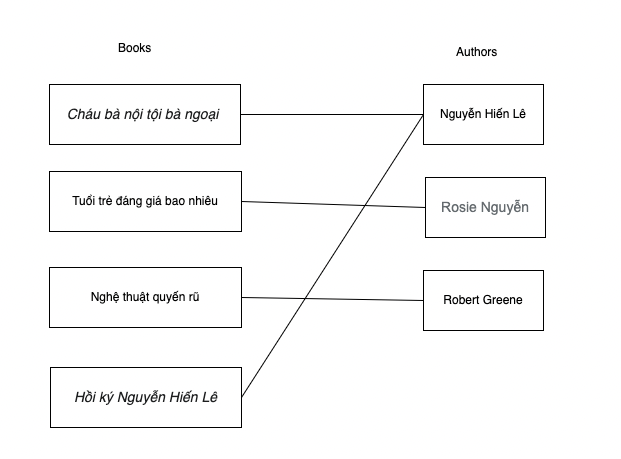 Books
Authors
Cháu bà nội tội bà ngoại
Nguyễn Hiến Lê
Tuổi trẻ đáng giá bao nhiêu
Rosie Nguyễn
Nghệ thuật quyến rũ
Robert Greene
Hồi ký Nguyễn Hiến Lê